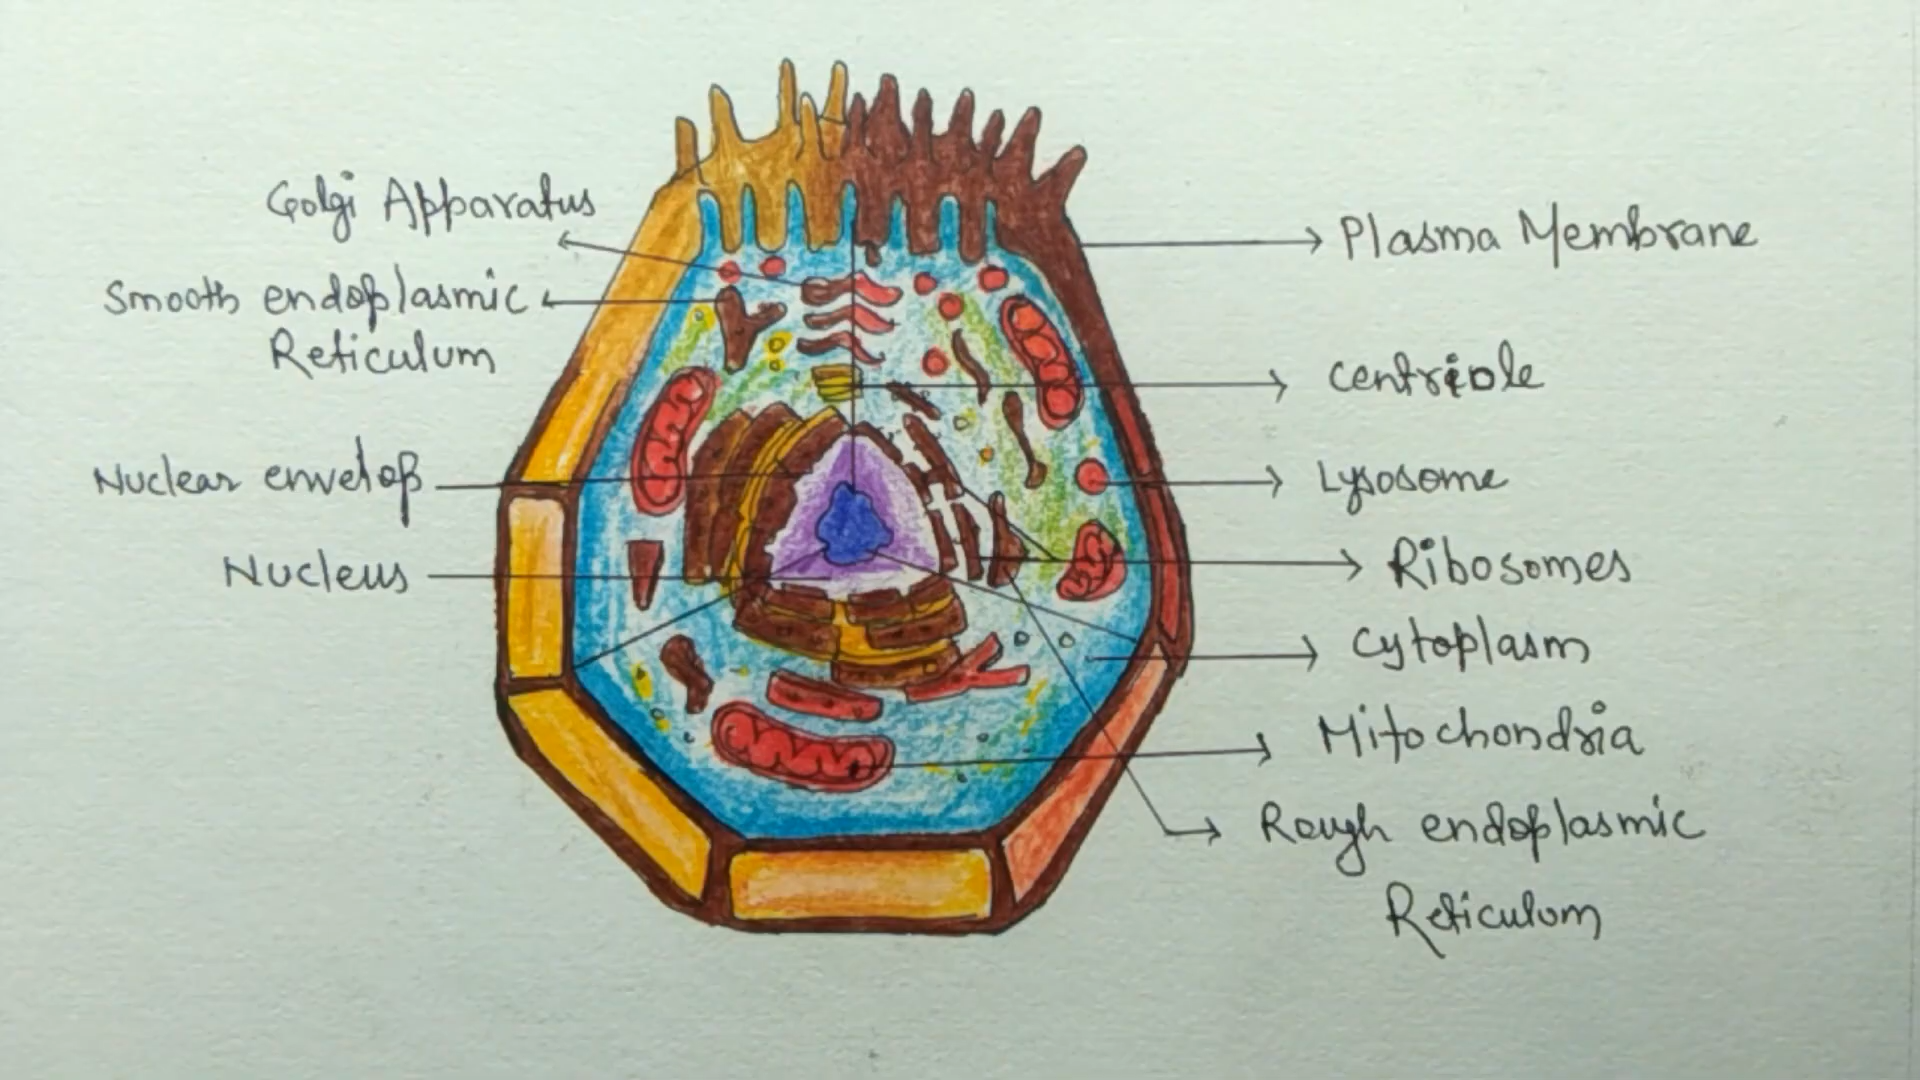 Golgi Apparatus
Smooth endoplasmic
Reticulum
Nuclear envelop
Nucleus
Plasma Membrane
Centriole
Lysosome
Ribosomes
Cytoplasm
Mitochondria
Rough endoplasmic
Reticulum